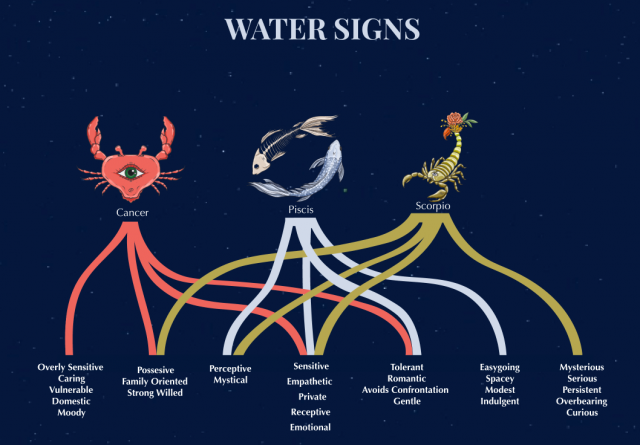 WATER SIGNS
Cancer
Piscis
Scorpio
Overly Sensitive
Caring
Vulnerable
Domestic
Moody
Possesive
Family Oriented
Strong Willed
Perceptive
Mystical
Sensitive
Empathetic
Private
Receptive
Emotional
Tolerant
Romantic
Avoids Confrontation
Gentle
Easygoing
Spacey
Modest
Indulgent
Mysterious
Serious
Persistent
Overbearing
Curious